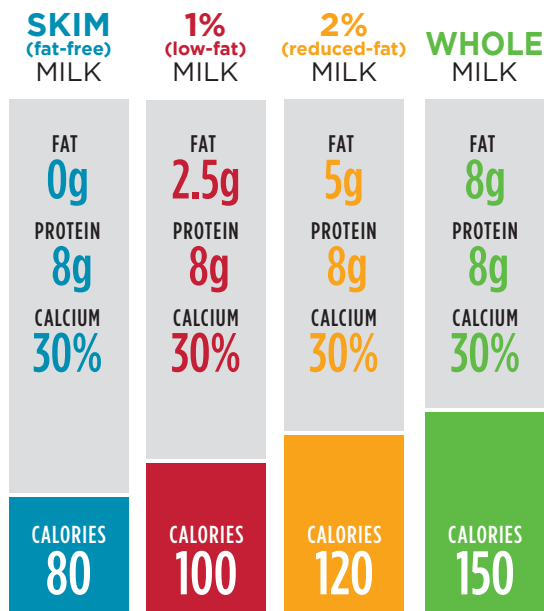 SKIM
(fat-free)
MILK
FAT
0g
PROTEIN
8g
CALCIUM
30%
CALORIES
80
1%
(low-fat)
MILK
FAT
2.5g
PROTEIN
8g
CALCIUM
30%
CALORIES
100
2%
(reduced-fat)
MILK
FAT
5g
PROTEIN
8g
CALCIUM
30%
CALORIES
120
WHOLE
MILK
FAT
8g
PROTEIN
8g
CALCIUM
30%
CALORIES
150